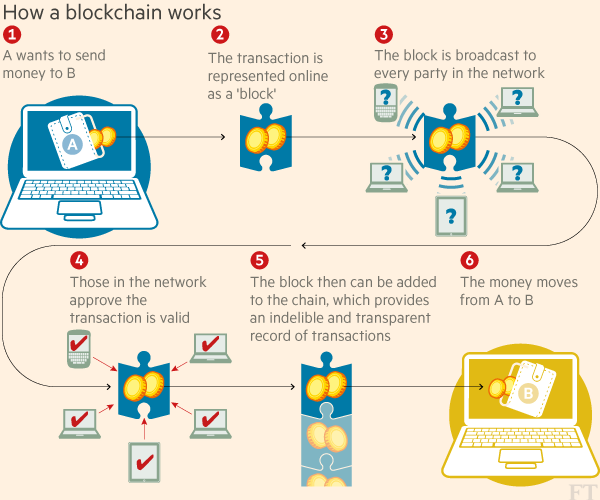 How a blockchain works
1
A wants to send
money to B
2
The transaction is
represented online
as a 'block'
3
The block is broadcast to
every party in the network
A
?
?
?
?
?
4
Those in the network
approve the
transaction is valid
5
The block then can be added
to the chain, which provides
an indelible and transparent
record of transactions
6
The money moves
from A to B
B
FT